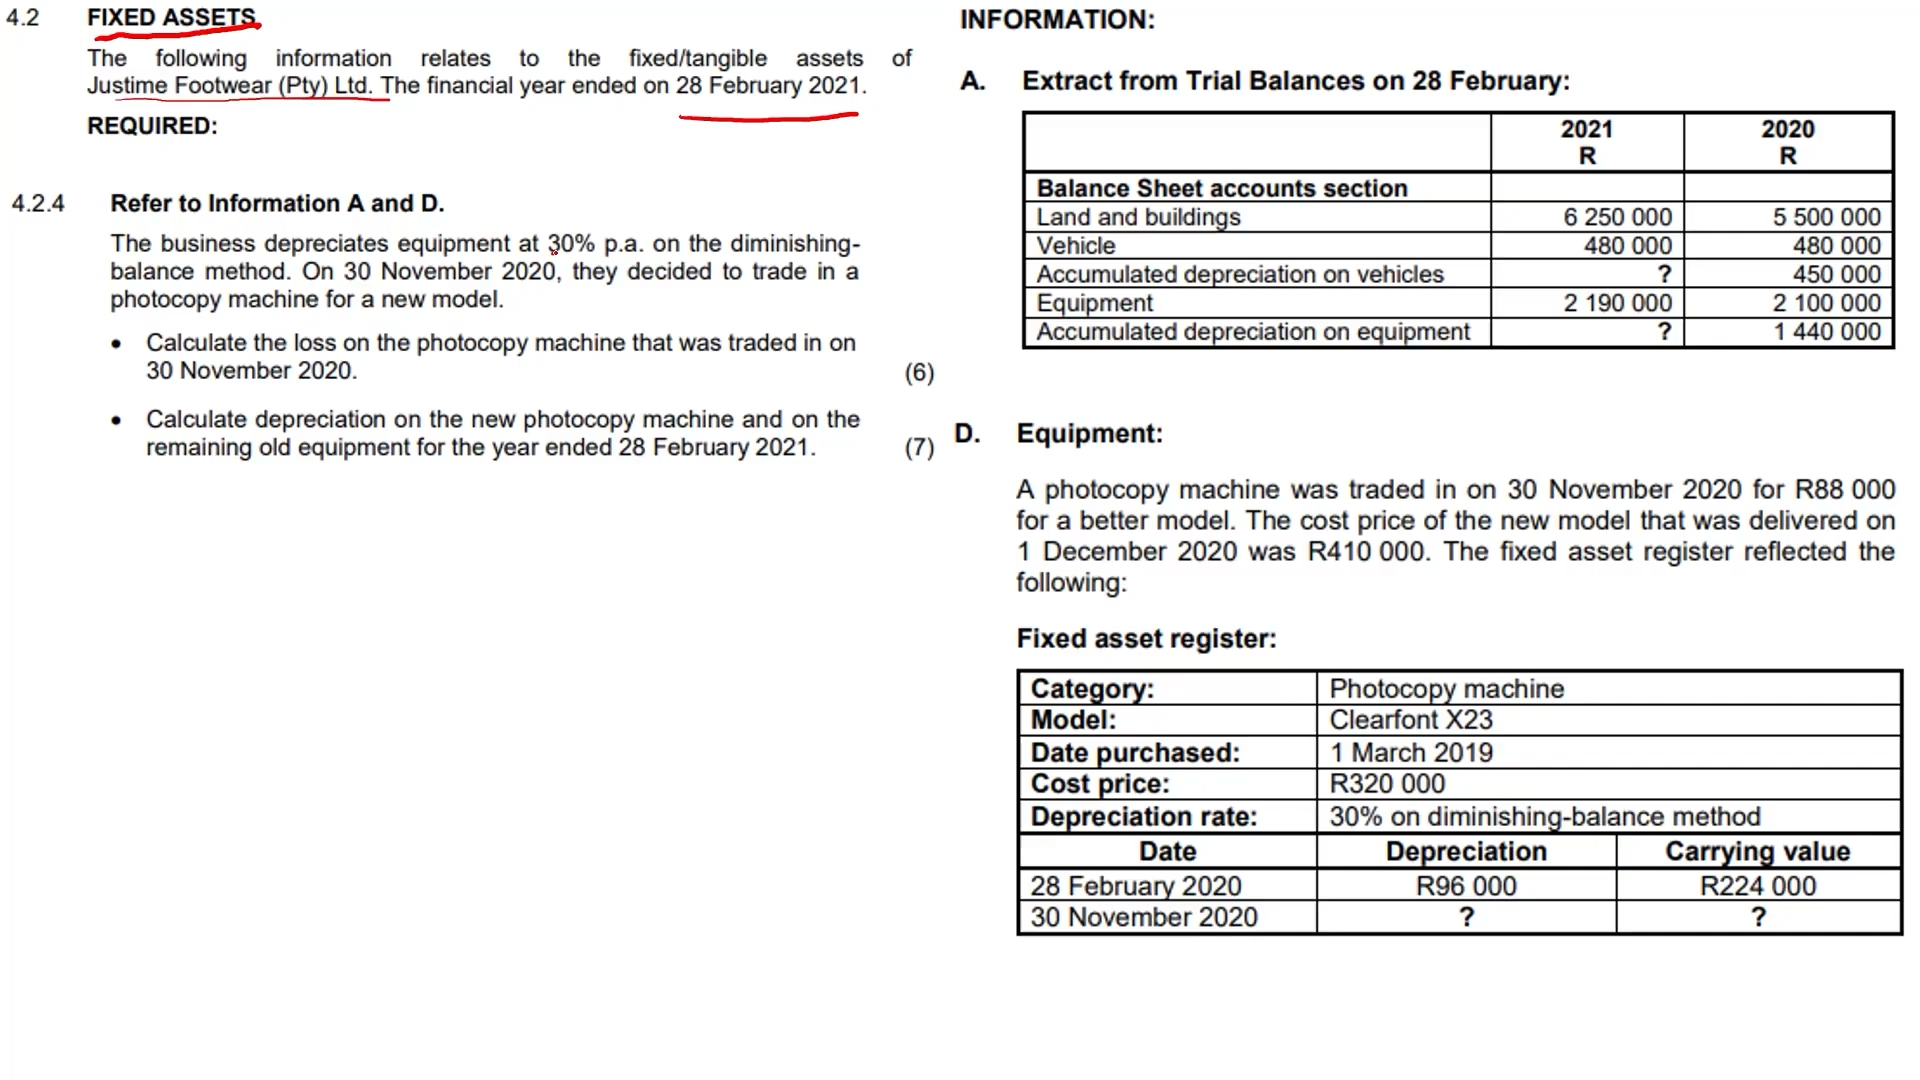 4.2 FIXED ASSETS
The following information relates to the fixed/tangible assets of
Justime Footwear (Pty) Ltd. The financial year ended on 28 February 2021.
REQUIRED:
4.2.4 Refer to Information A and D.
The business depreciates equipment at 30% p.a. on the diminishing-
balance method. On 30 November 2020, they decided to trade in a
photocopy machine for a new model.
• Calculate the loss on the photocopy machine that was traded in on
30 November 2020. (6)
• Calculate depreciation on the new photocopy machine and on the
remaining old equipment for the year ended 28 February 2021. (7)
INFORMATION:
A. Extract from Trial Balances on 28 February:
2021 2020
R R
Balance Sheet accounts section
Land and buildings 6 250 000 5 500 000
Vehicle 480 000 480 000
Accumulated depreciation on vehicles ? 450 000
Equipment 2 190 000 2 100 000
Accumulated depreciation on equipment ? 1 440 000
D. Equipment:
A photocopy machine was traded in on 30 November 2020 for R88 000
for a better model. The cost price of the new model that was delivered on
1 December 2020 was R410 000. The fixed asset register reflected the
following:
Fixed asset register:
Category: Photocopy machine
Model: Clearfont X23
Date purchased: 1 March 2019
Cost price: R320 000
Depreciation rate: 30% on diminishing-balance method
Date Depreciation Carrying value
28 February 2020 R96 000 R224 000
30 November 2020 ? ?